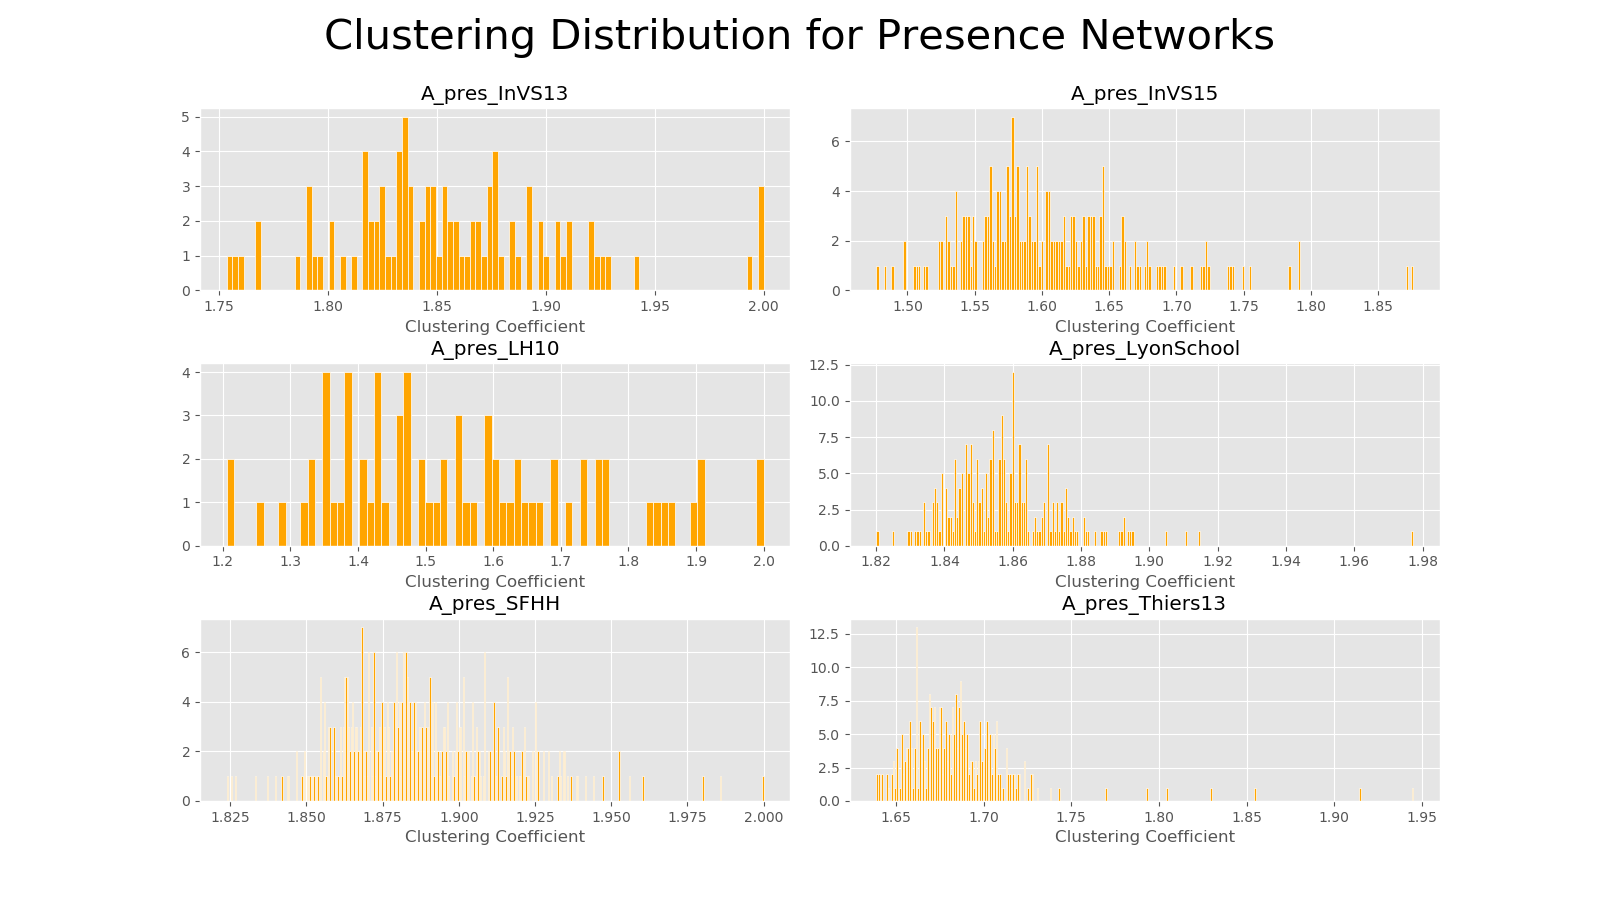 Clustering Distribution for Presence Networks
A_pres_InVS13
5
4
3
2
1
0
1.75 1.80 1.85 1.90 1.95 2.00
Clustering Coefficient
A_pres_InVS15
6
4
2
0
1.50 1.55 1.60 1.65 1.70 1.75 1.80 1.85
Clustering Coefficient
A_pres_LH10
4
3
2
1
0
1.2 1.3 1.4 1.5 1.6 1.7 1.8 1.9 2.0
Clustering Coefficient
A_pres_LyonSchool
12.5
10.0
7.5
5.0
2.5
0.0
1.82 1.84 1.86 1.88 1.90 1.92 1.94 1.96 1.98
Clustering Coefficient
A_pres_SFHH
6
4
2
0
1.825 1.850 1.875 1.900 1.925 1.950 1.975 2.000
Clustering Coefficient
A_pres_Thiers13
12.5
10.0
7.5
5.0
2.5
0.0
1.65 1.70 1.75 1.80 1.85 1.90 1.95
Clustering Coefficient